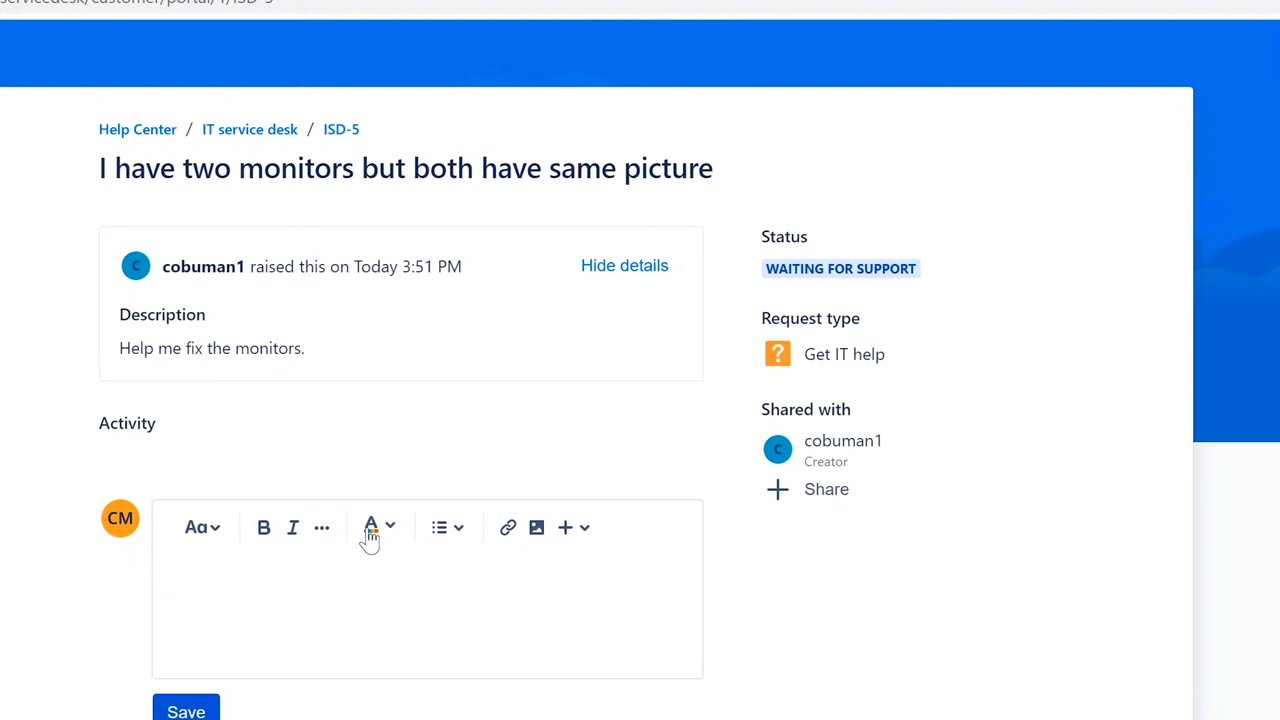 Help Center / IT service desk / ISD-5
I have two monitors but both have same picture
C cobuman1 raised this on Today 3:51 PM Hide details
Description
Help me fix the monitors.
Activity
CM
Aa B I ... A
Save
Status
WAITING FOR SUPPORT
Request type
? Get IT help
Shared with
C cobuman1
Creator
Share